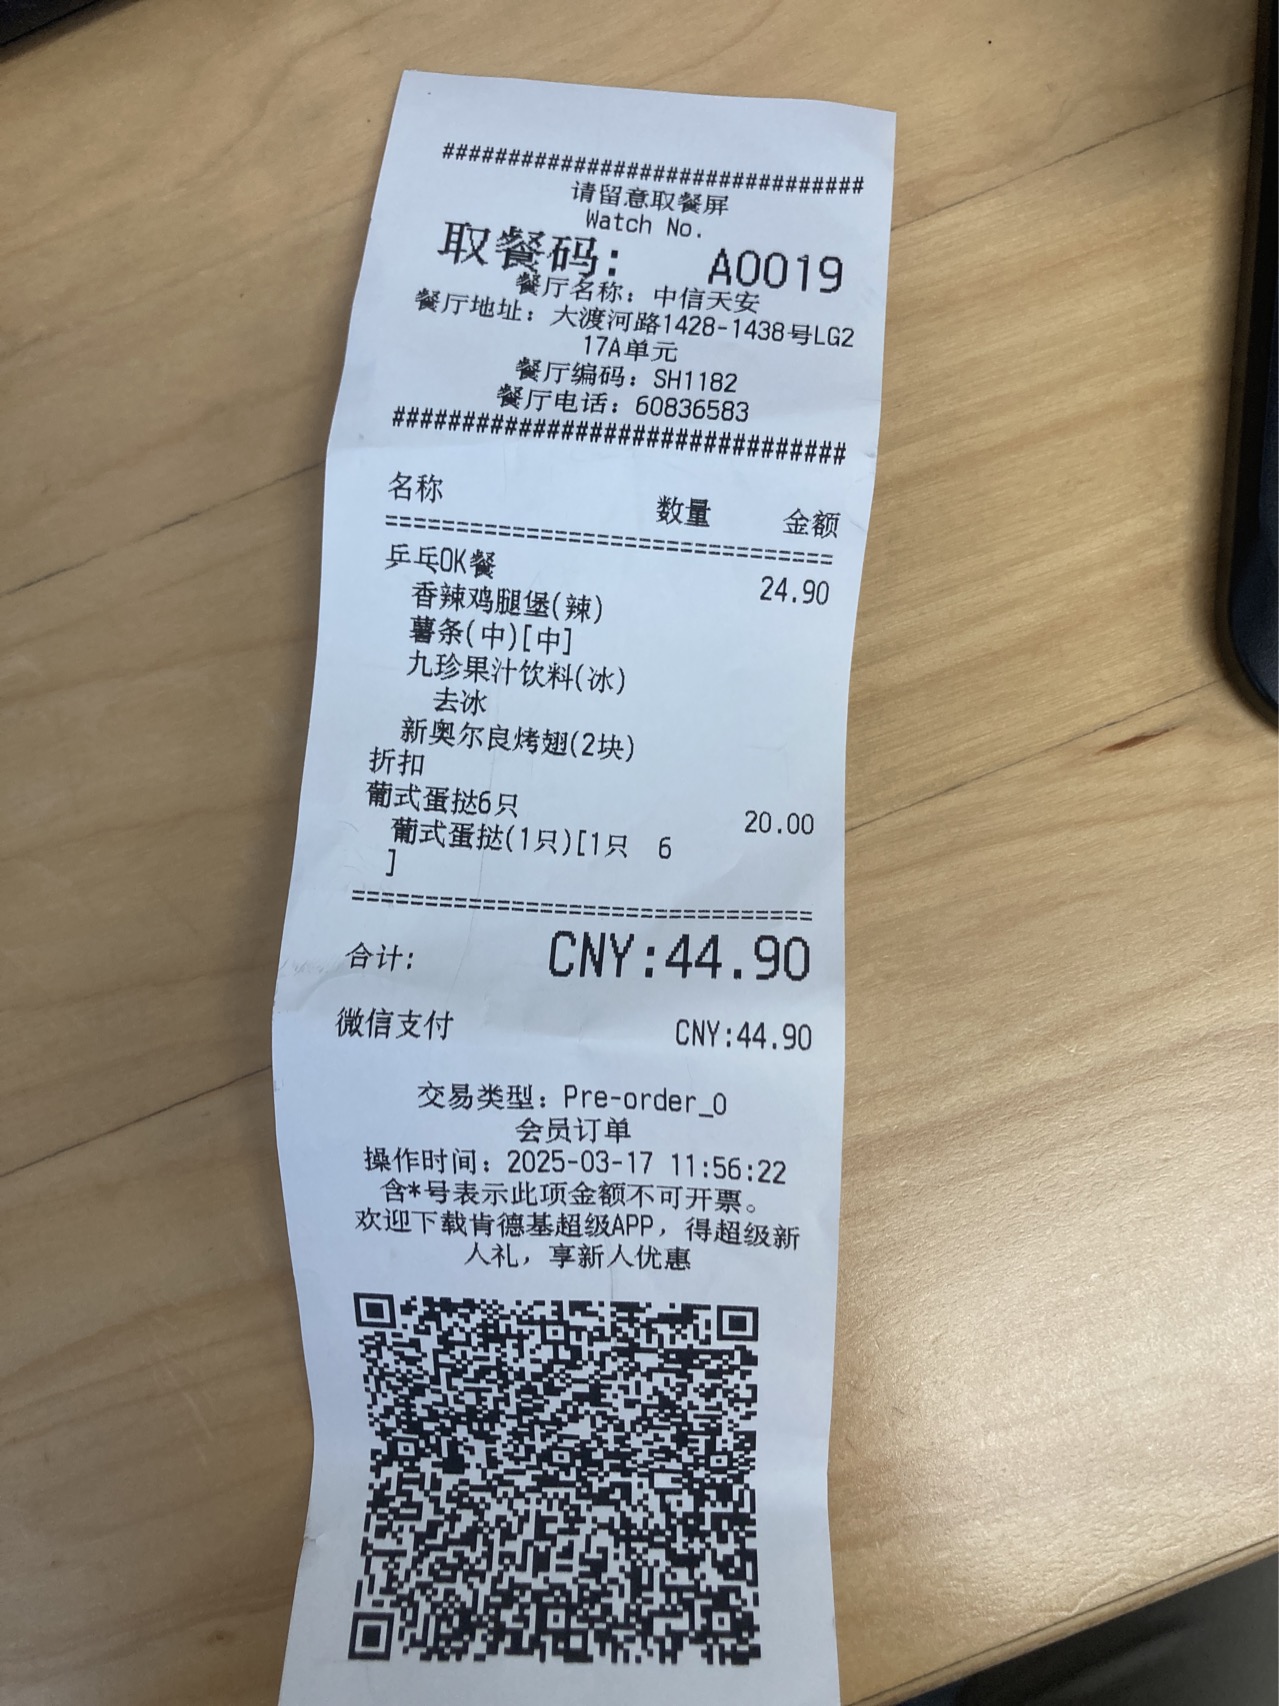 ################################
请留意取餐屏
Watch No.
取餐码: A0019
餐厅名称: 中信天安
餐厅地址: 大渡河路1428-1438号LG2
17A单元
餐厅编码: SH1182
餐厅电话: 60836583
################################
名称 数量 金额
================================
乒乓OK餐 24.90
香辣鸡腿堡(辣)
薯条(中)[中]
九珍果汁饮料(冰)
去冰
新奥尔良烤翅(2块)
折扣
葡式蛋挞6只 20.00
葡式蛋挞(1只)[1只 6
]
================================
合计: CNY:44.90
微信支付 CNY:44.90
交易类型: Pre-order_0
会员订单
操作时间: 2025-03-17 11:56:22
含*号表示此项金额不可开票。
欢迎下载肯德基超级APP, 得超级新
人礼, 享新人优惠